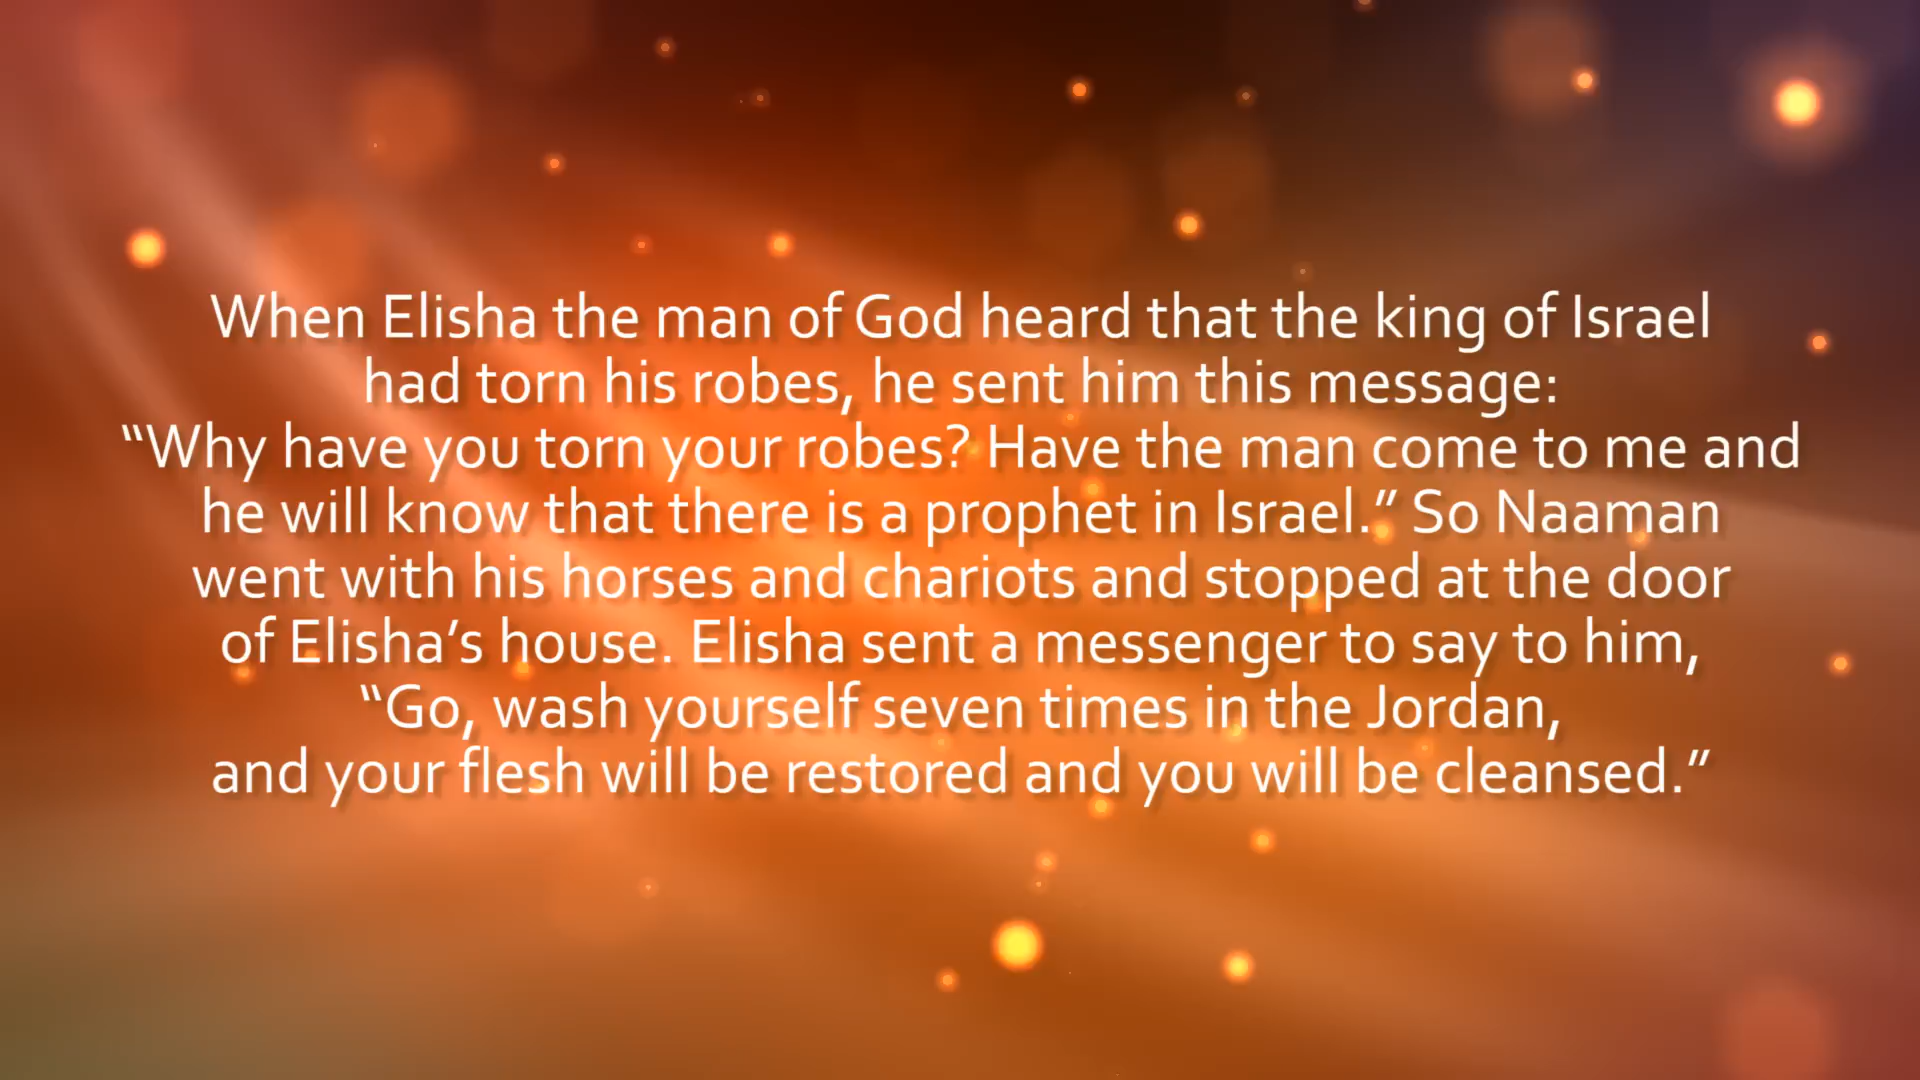 When Elisha the man of God heard that the king of Israel
had torn his robes, he sent him this message:
“Why have you torn your robes? Have the man come to me and
he will know that there is a prophet in Israel.” So Naaman
went with his horses and chariots and stopped at the door
of Elisha’s house. Elisha sent a messenger to say to him,
“Go, wash yourself seven times in the Jordan,
and your flesh will be restored and you will be cleansed.”